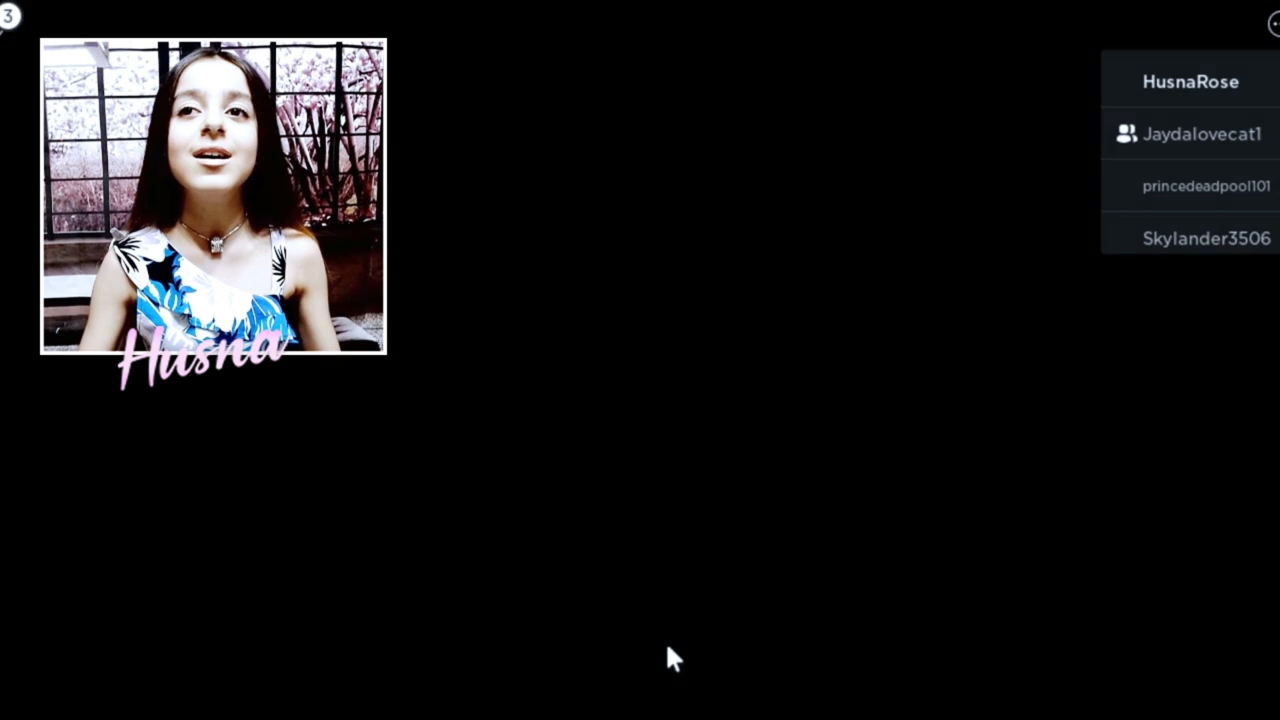 3
HusnaRose
Jaydalovecat1
princedeadpool101
Skylander3506
Husna